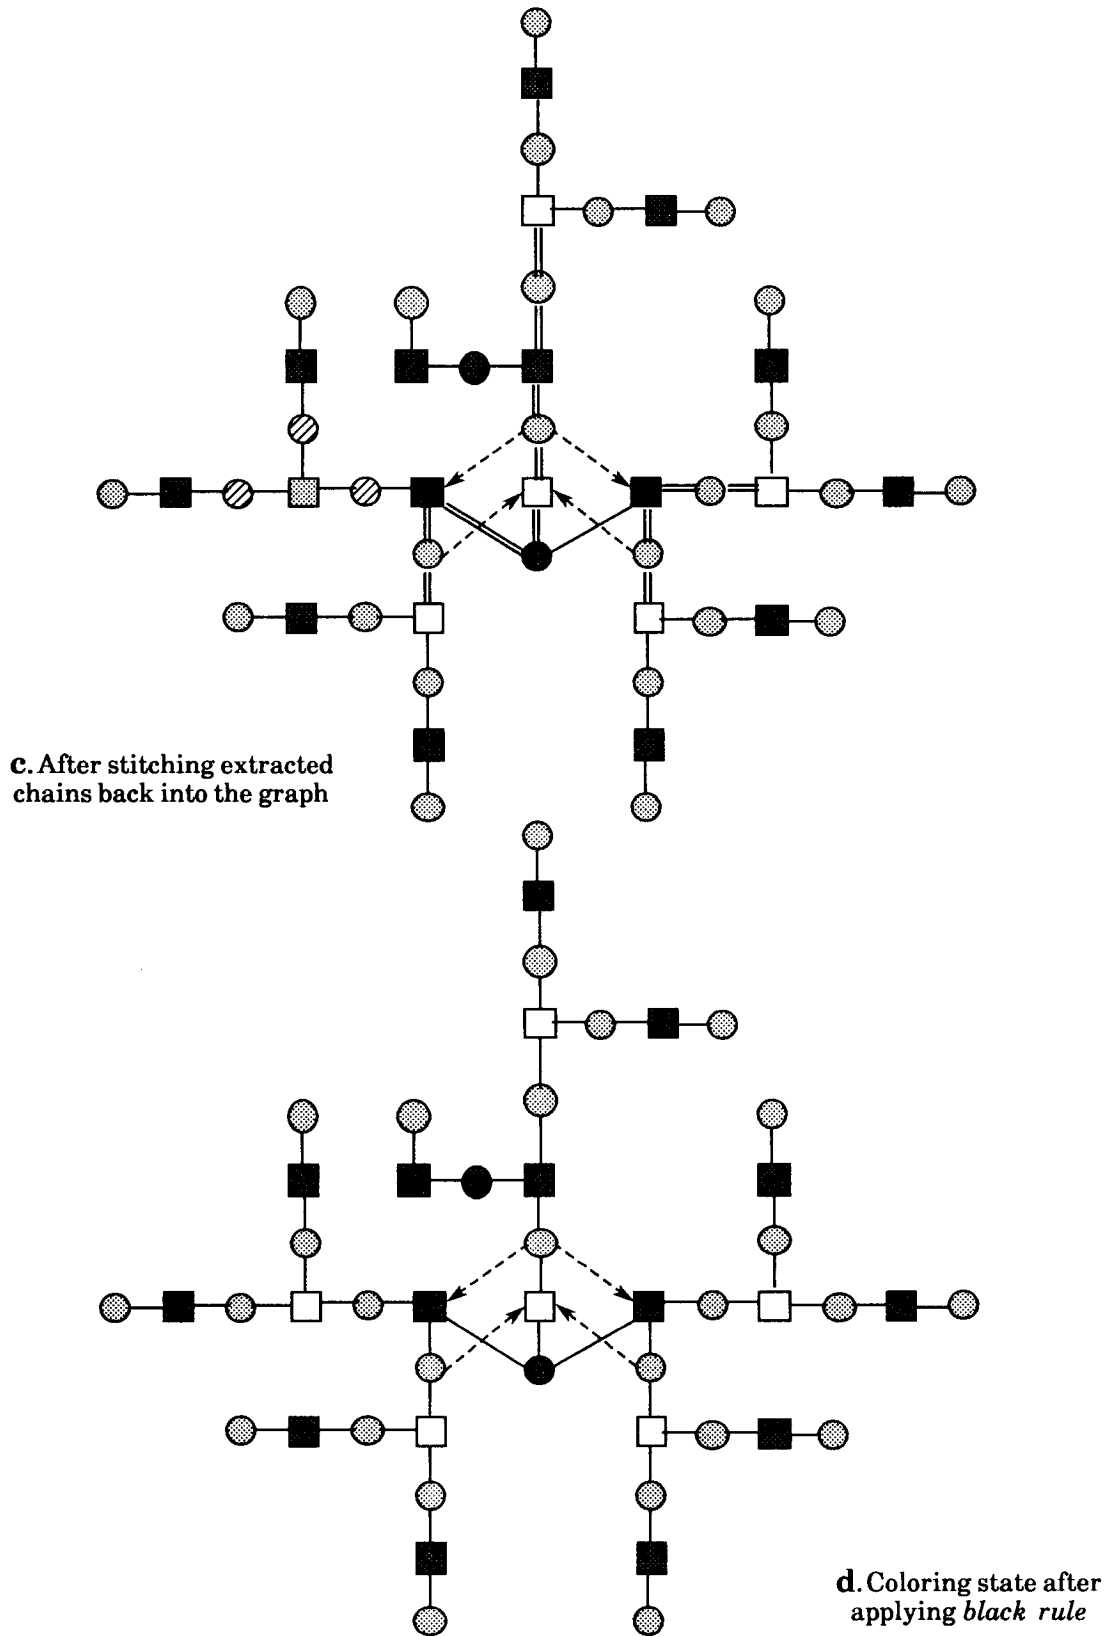 c. After stitching extracted
chains back into the graph
d. Coloring state after
applying black rule